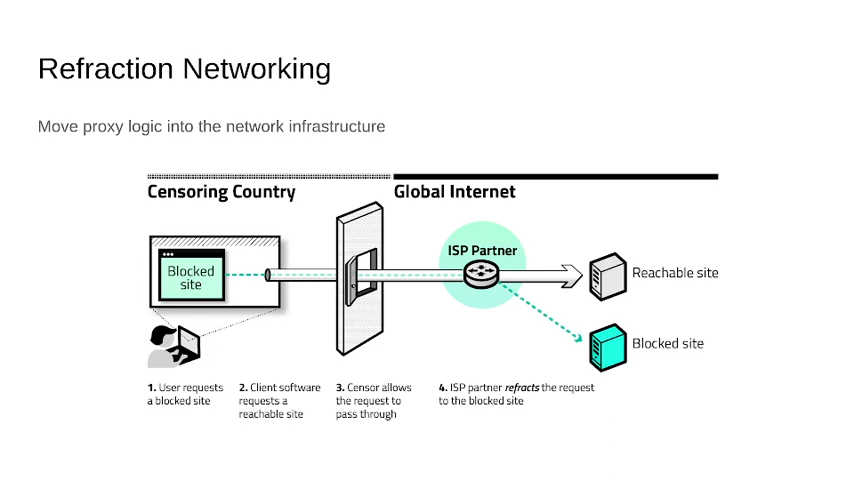 Refraction Networking
Move proxy logic into the network infrastructure
Censoring Country
Global Internet
Blocked
site
ISP Partner
Reachable site
Blocked site
1. User requests
a blocked site
2. Client software
requests a
reachable site
3. Censor allows
the request to
pass through
4. ISP partner refracts the request
to the blocked site